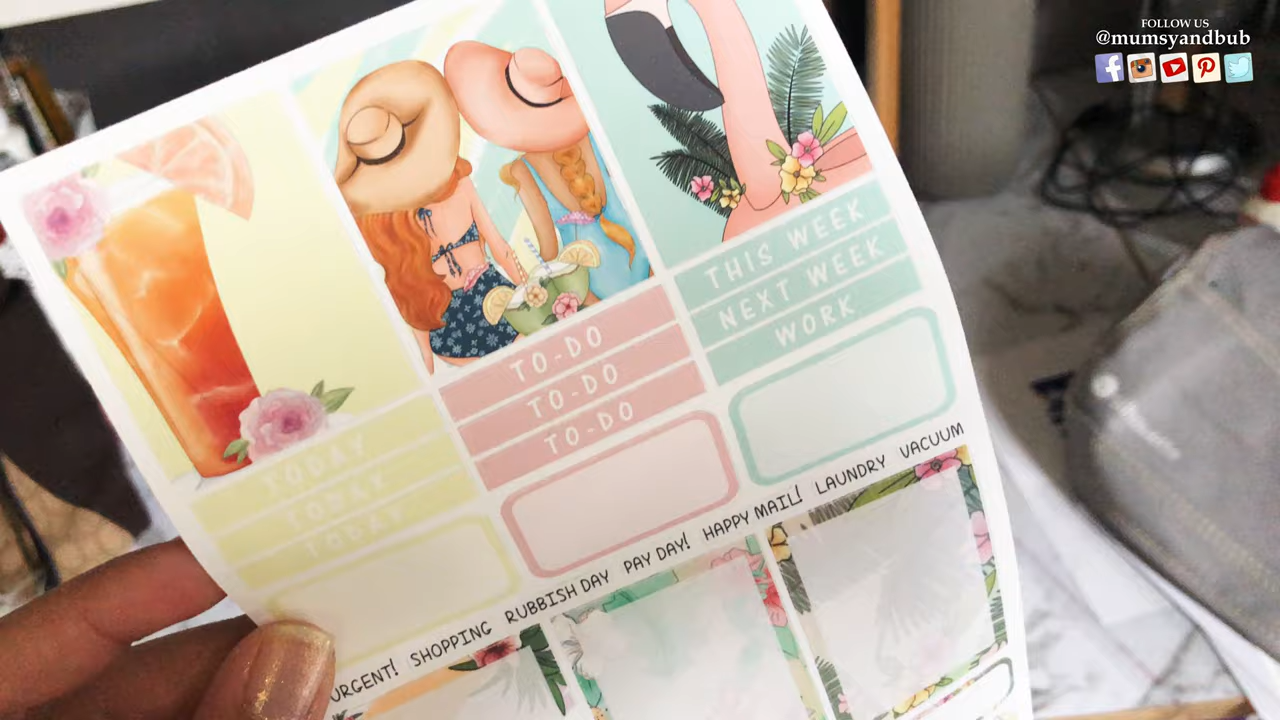 FOLLOW US
@mumsyandbub
THIS WEEK
NEXT WEEK
WORK
TO-DO
TO-DO
TO-DO
TODAY
TODAY
TODAY
URGENT! SHOPPING RUBBISH DAY PAY DAY! HAPPY MAIL! LAUNDRY VACUUM